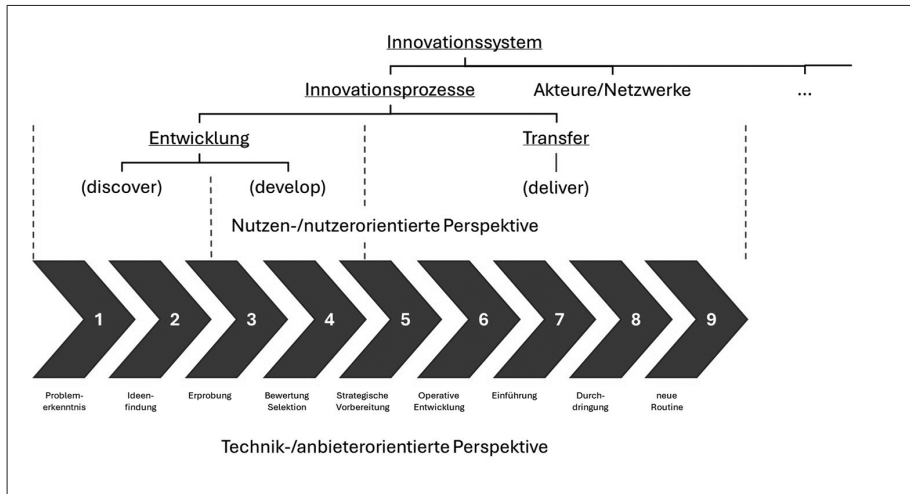 Innovationssystem
Innovationsprozesse
Akteure/Netzwerke
...
Entwicklung
Transfer
(discover)
(develop)
(deliver)
Nutzen-/nutzerorientierte Perspektive
1
2
3
4
5
6
7
8
9
Problem-
erkenntnis
Ideen-
findung
Erprobung
Bewertung
Selektion
Strategische
Vorbereitung
Operative
Entwicklung
Einführung
Durch-
dringung
neue
Routine
Technik-/anbieterorientierte Perspektive